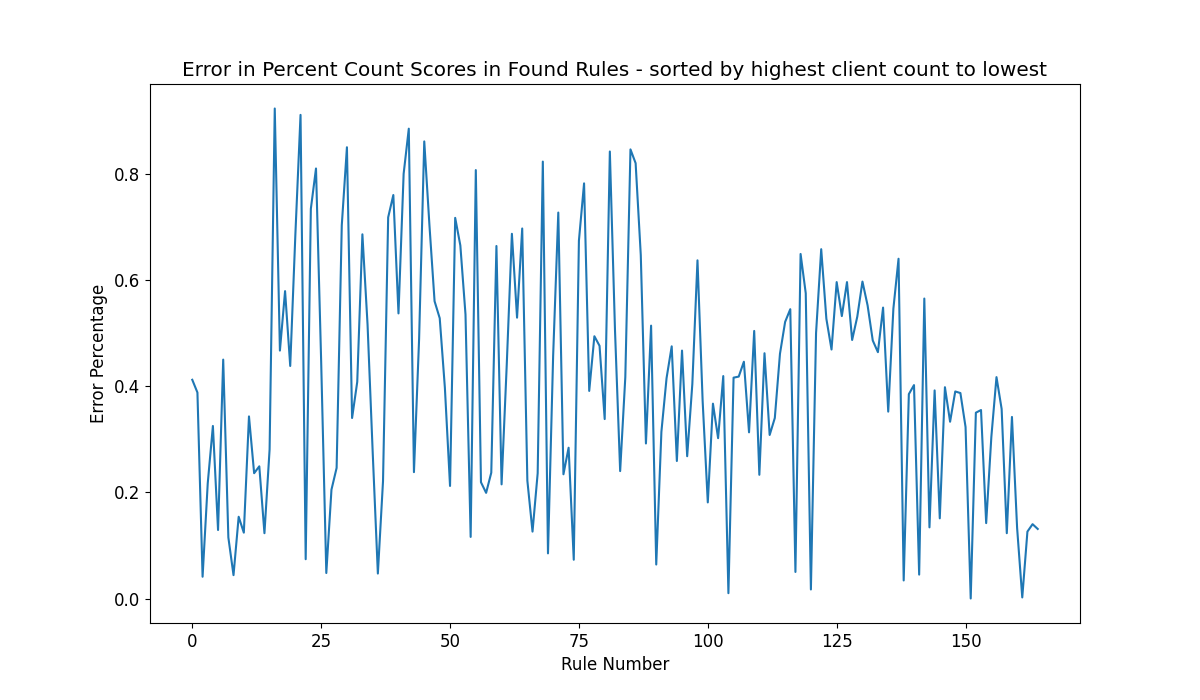 Error in Percent Count Scores in Found Rules - sorted by highest client count to lowest
Error Percentage
0.8
0.6
0.4
0.2
0.0
0 25 50 75 100 125 150
Rule Number